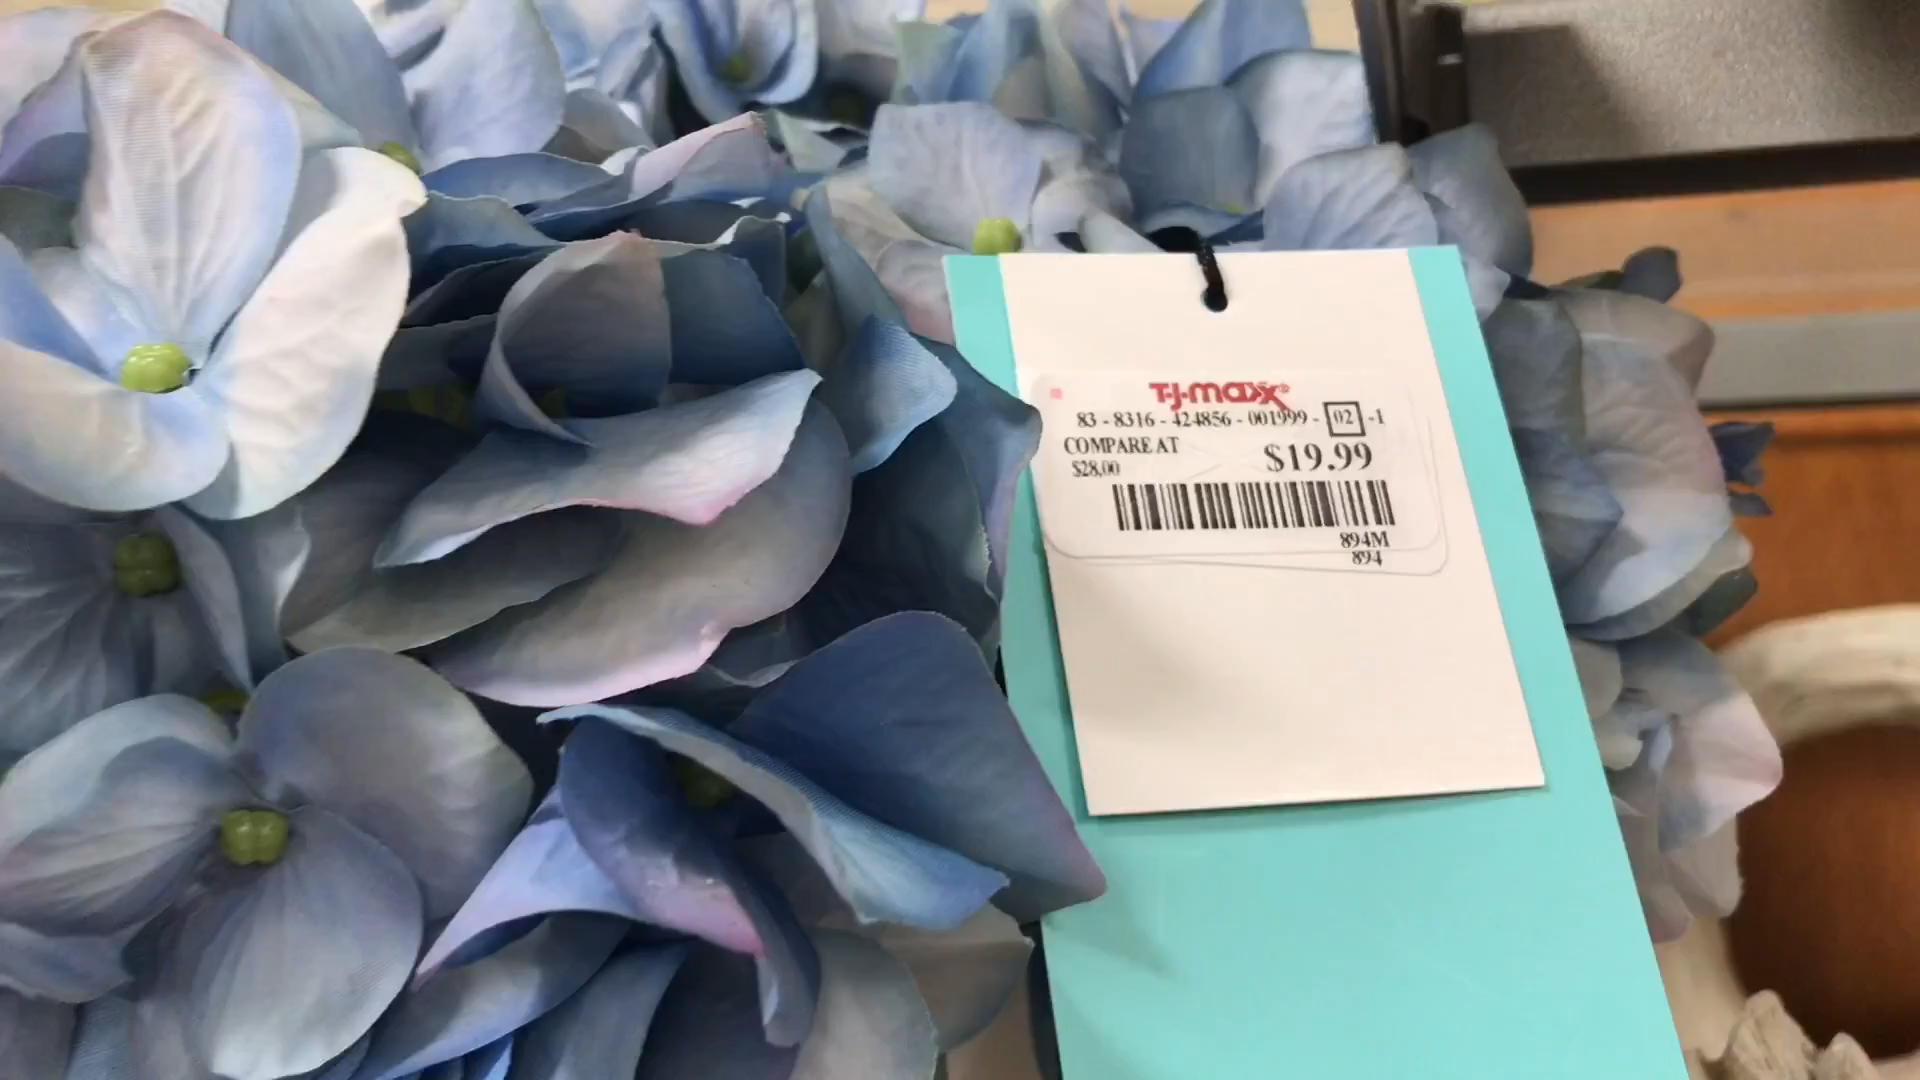 T.J.maxx®
83 - 8316 - 424856 - 001999 - 02 -1
COMPARE AT
$28.00
$19.99
894M
894